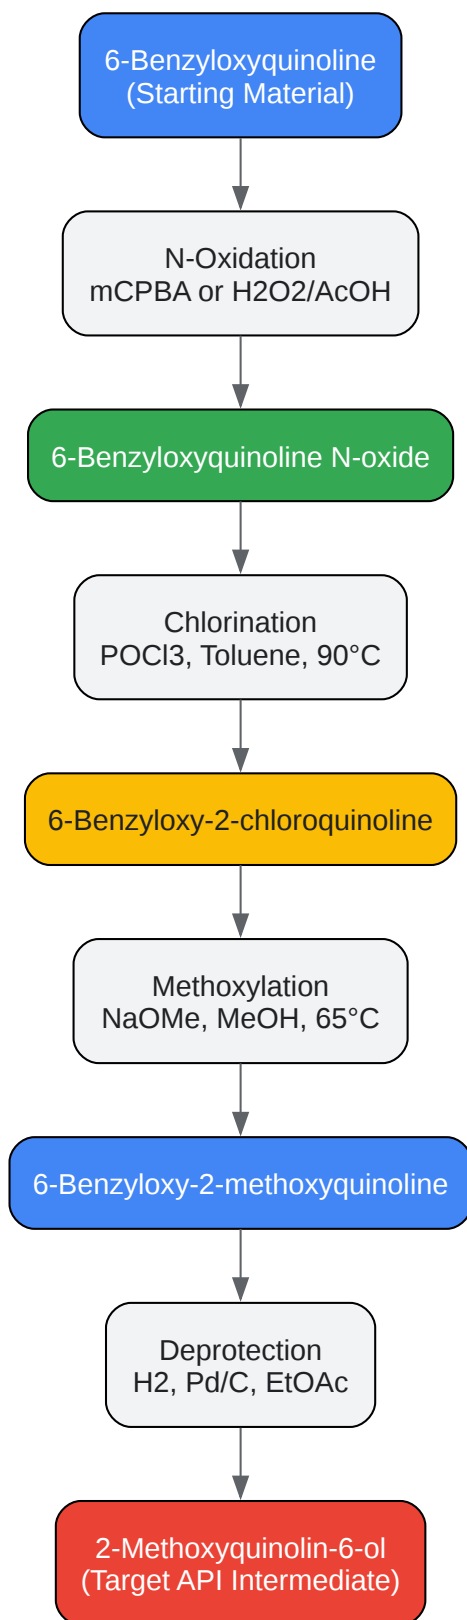 6-Benzyloxyquinoline
(Starting Material)
N-Oxidation
mCPBA or H2O2/AcOH
6-Benzyloxyquinoline N-oxide
Chlorination
POCl3, Toluene, 90°C
6-Benzyloxy-2-chloroquinoline
Methoxylation
NaOMe, MeOH, 65°C
6-Benzyloxy-2-methoxyquinoline
Deprotection
H2, Pd/C, EtOAc
2-Methoxyquinolin-6-ol
(Target API Intermediate)